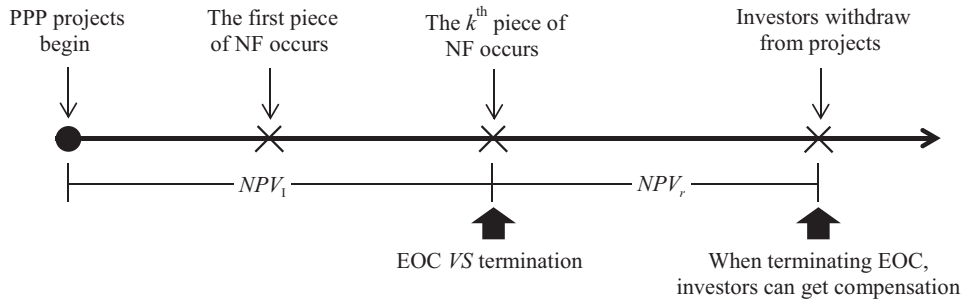 PPP projects
begin
The first piece
of NF occurs
The kth piece of
NF occurs
Investors withdraw
from projects
NPVI
NPVr
EOC VS termination
When terminating EOC,
investors can get compensation